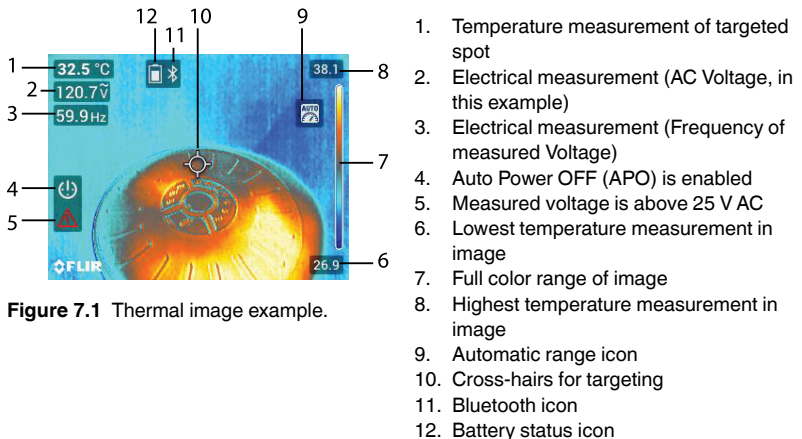 12 10 9
11
1 32.5 °C 38.1 8
2 120.7Ṽ AUTO
3 59.9 Hz
7
4
5
FLIR 26.9 6
Figure 7.1 Thermal image example.
1. Temperature measurement of targeted
spot
2. Electrical measurement (AC Voltage, in
this example)
3. Electrical measurement (Frequency of
measured Voltage)
4. Auto Power OFF (APO) is enabled
5. Measured voltage is above 25 V AC
6. Lowest temperature measurement in
image
7. Full color range of image
8. Highest temperature measurement in
image
9. Automatic range icon
10. Cross-hairs for targeting
11. Bluetooth icon
12. Battery status icon